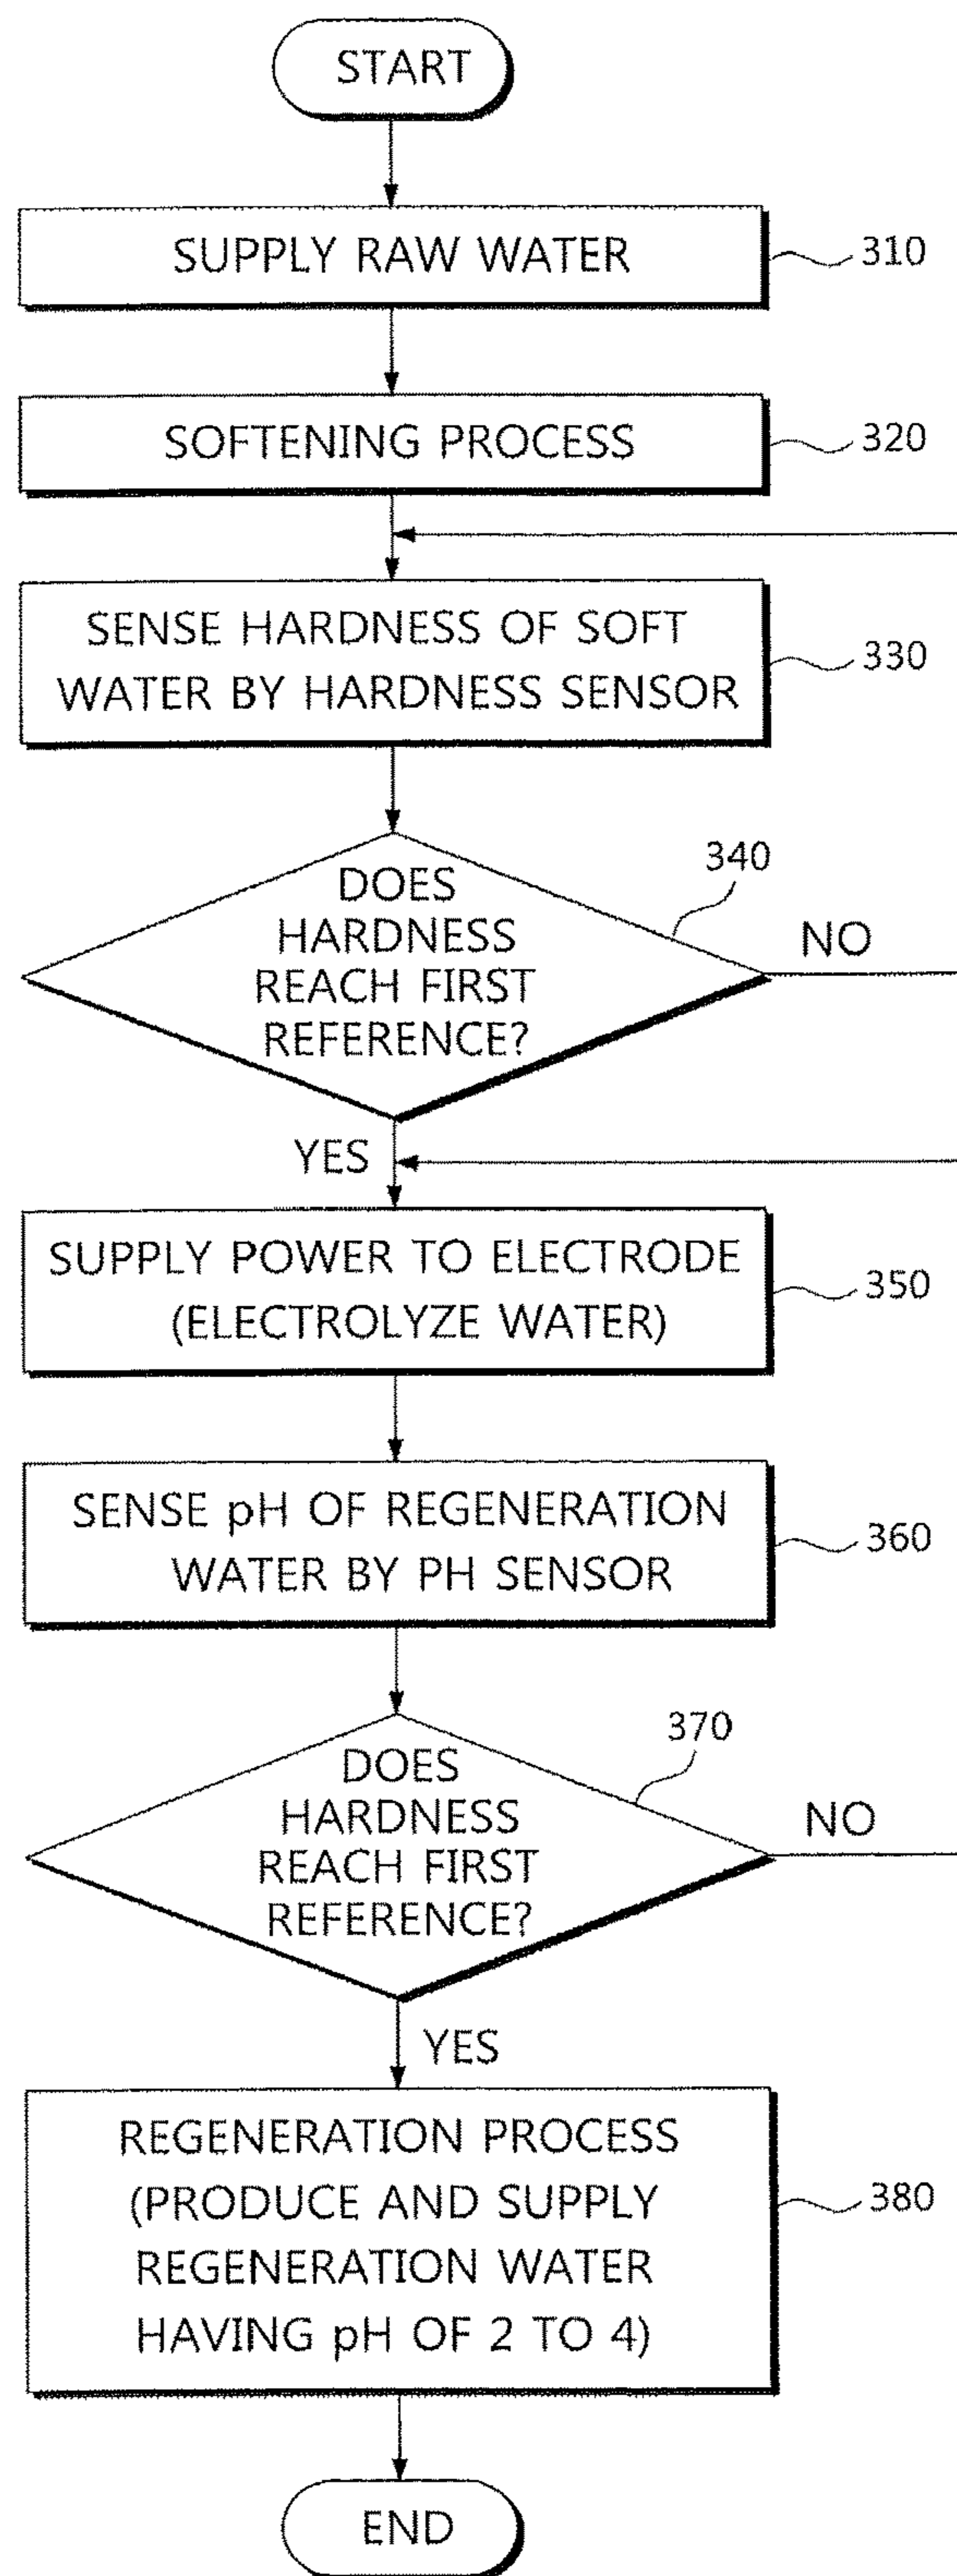 START
SUPPLY RAW WATER
310
SOFTENING PROCESS
320
SENSE HARDNESS OF SOFT
WATER BY HARDNESS SENSOR
330
340
DOES
HARDNESS
REACH FIRST
REFERENCE?
NO
YES
SUPPLY POWER TO ELECTRODE
(ELECTROLYZE WATER)
350
SENSE pH OF REGENERATION
WATER BY PH SENSOR
360
370
DOES
HARDNESS
REACH FIRST
REFERENCE?
NO
YES
REGENERATION PROCESS
(PRODUCE AND SUPPLY
REGENERATION WATER
HAVING pH OF 2 TO 4)
380
END